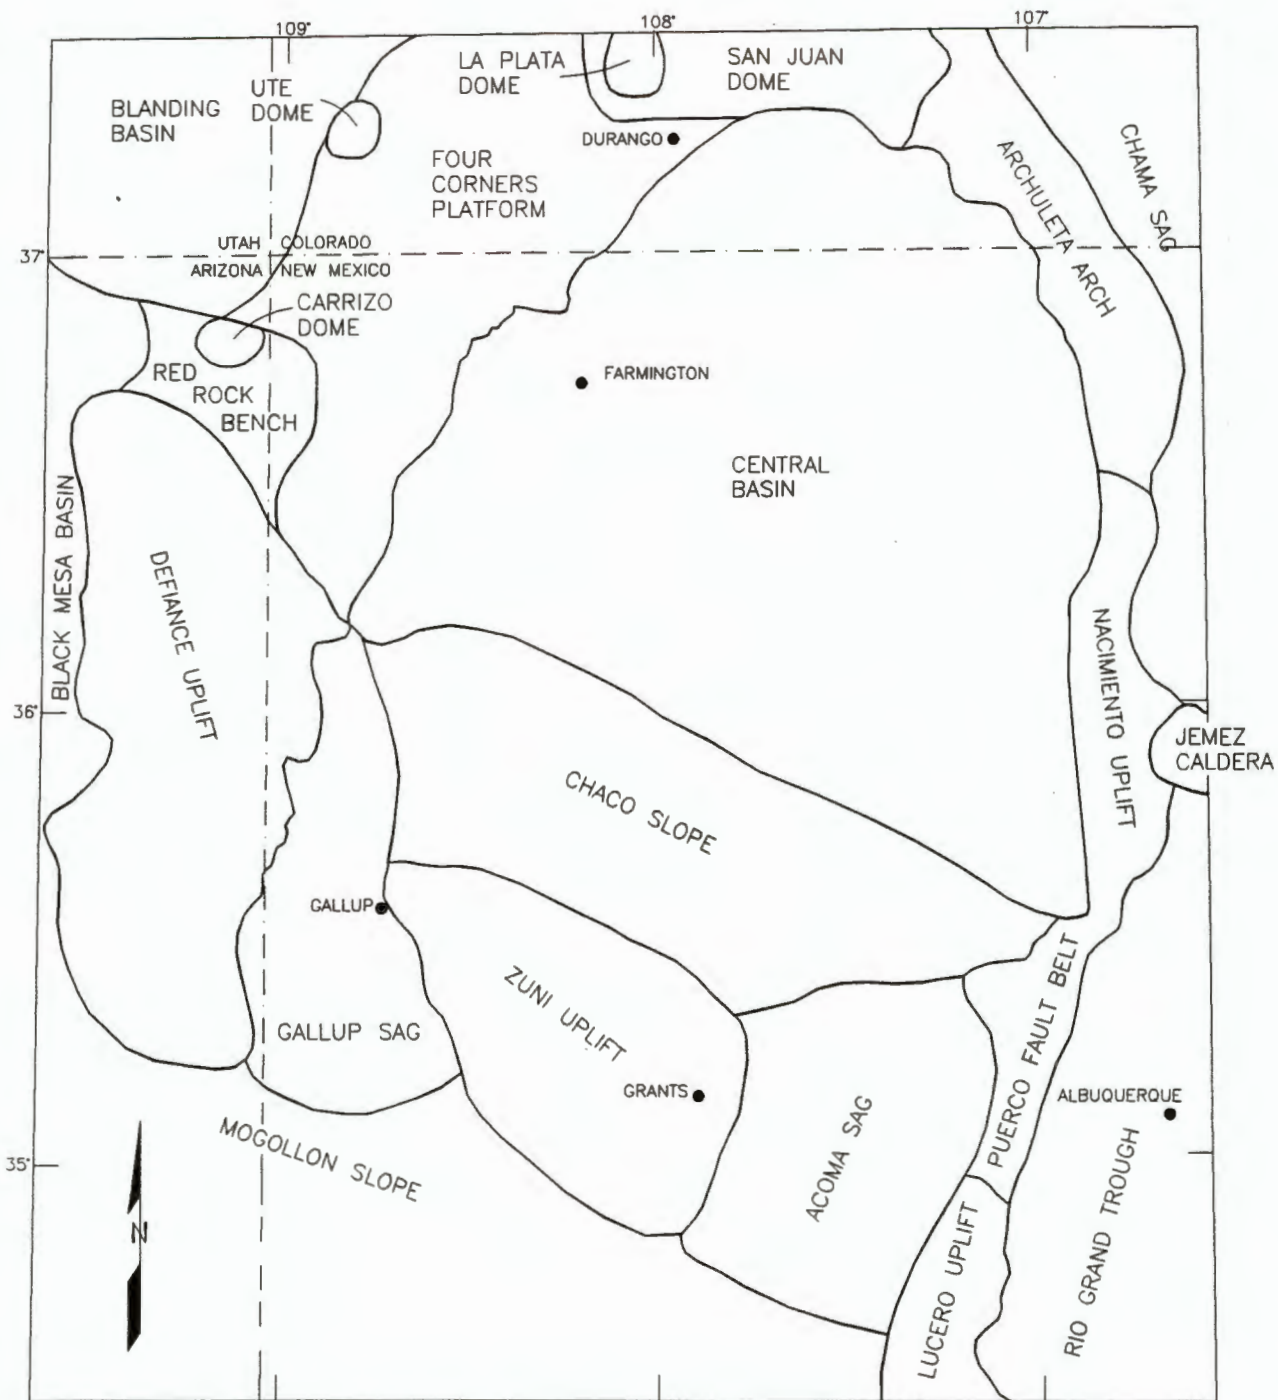 109°
108°
107°
LA PLATA
DOME
SAN JUAN
DOME
UTE
DOME
BLANDING
BASIN
DURANGO
FOUR
CORNERS
PLATFORM
CHAMA SAG
ARCHULETA ARCH
UTAH
COLORADO
37°
ARIZONA
NEW MEXICO
CARRIZO
DOME
RED
ROCK
BENCH
FARMINGTON
CENTRAL
BASIN
BLACK MESA BASIN
DEFIANCE UPLIFT
NACIMIENTO UPLIFT
36°
JEMEZ
CALDERA
CHACO SLOPE
GALLUP
ZUNI UPLIFT
PUERCO FAULT BELT
GALLUP SAG
GRANTS
ALBUQUERQUE
MOGOLLON SLOPE
35°
ACOMA SAG
N
LUCERO UPLIFT
RIO GRAND TROUGH